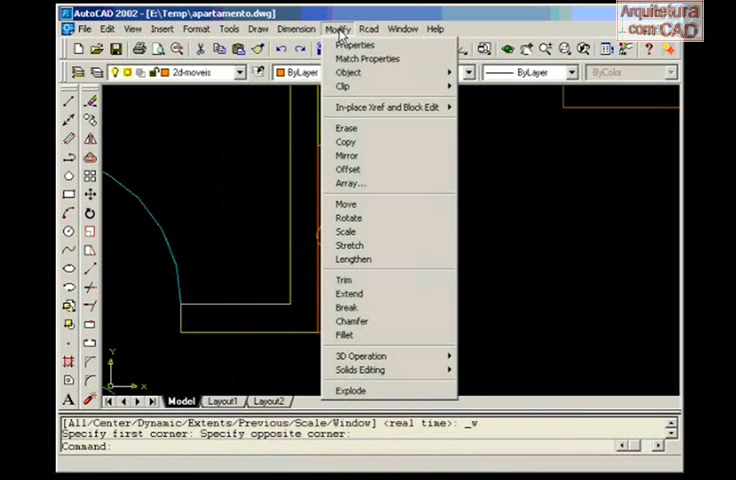 AutoCAD 2002 - [E:\Temp\apartamento.dwg]
Arquitetura
com CAD
File Edit View Insert Format Tools Draw Dimension Modify Rcad Window Help
2d-moveis
ByLayer
ByLayer
ByColor
Properties
Match Properties
Object
Clip
In-place Xref and Block Edit
Erase
Copy
Mirror
Offset
Array...
Move
Rotate
Scale
Stretch
Lengthen
Trim
Extend
Break
Chamfer
Fillet
3D Operation
Solids Editing
Explode
Y
X
A
Model Layout1 Layout2
[All/Center/Dynamic/Extents/Previous/Scale/Window] <real time>: _w
Specify first corner: Specify opposite corner:
Command: